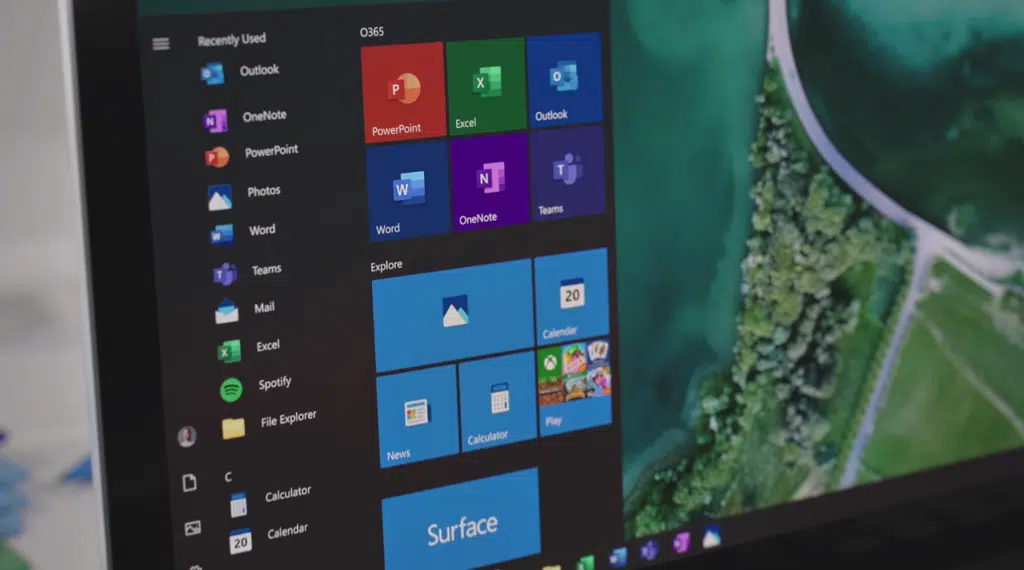 Recently Used
Outlook
OneNote
PowerPoint
Photos
Word
Teams
Mail
Excel
Spotify
File Explorer
C
Calculator
20
Calendar
O365
P
PowerPoint
X
Excel
O
Outlook
W
Word
N
OneNote
T
Teams
Explore
20
Calendar
News
Calculator
Play
Surface